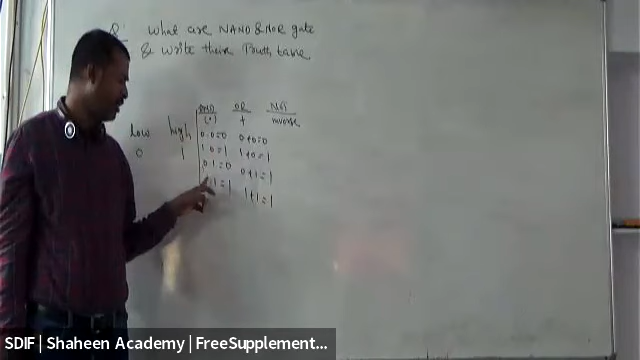 Q: What are NAND & NOR gate
& write their Truth table
AND OR NOT
(.) + inverse
low high
0 1
0.0=0 0+0=0
1.0=1 1+0=1
0.1=0 0+1=1
1=1 1+1=1
SDIF | Shaheen Academy | FreeSupplement...